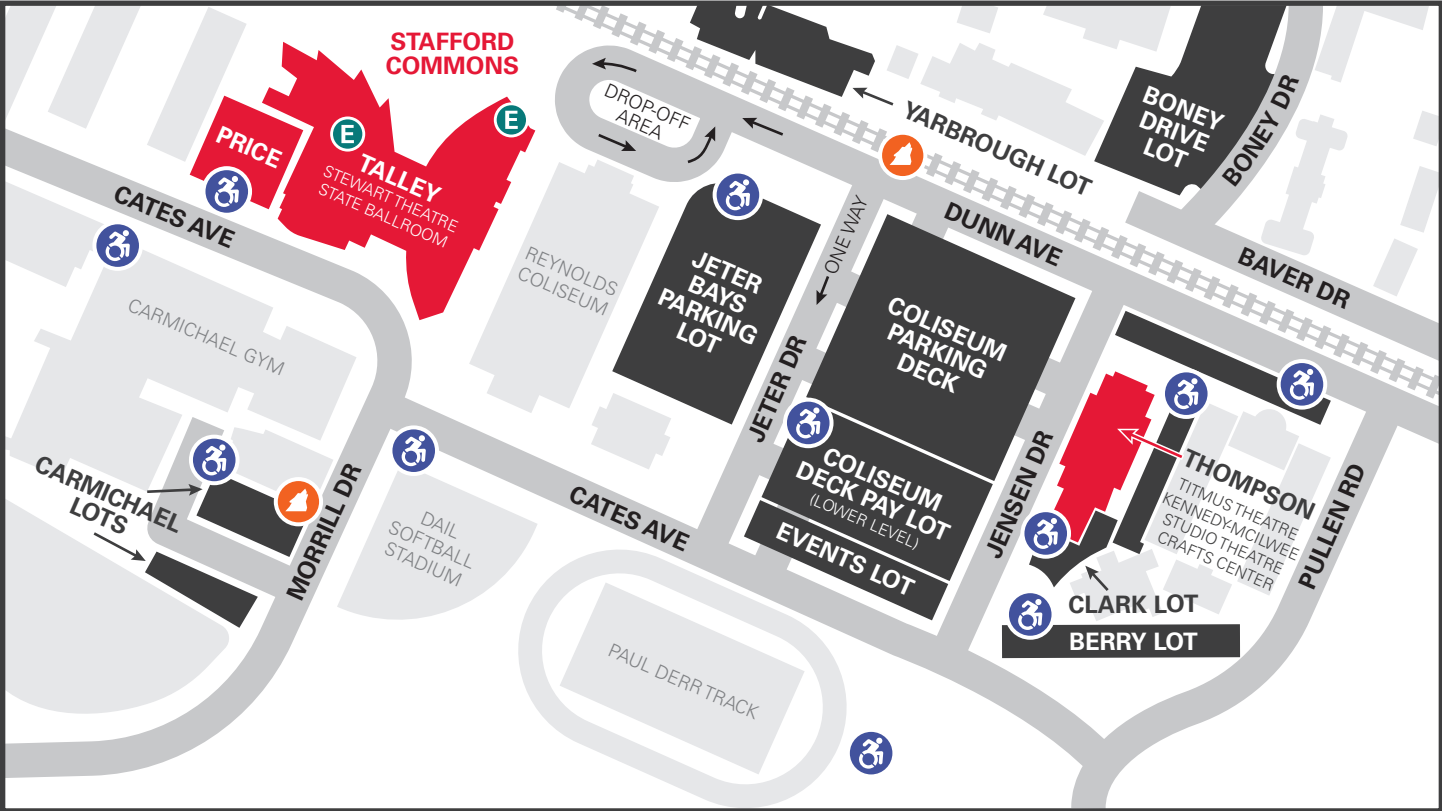 STAFFORD
COMMONS
PRICE
E
E
TALLEY
STEWART THEATRE
STATE BALLROOM
DROP-OFF
AREA
YARBROUGH LOT
BONEY
DRIVE
LOT
BONEY DR
CATES AVE
CARMICHAEL GYM
REYNOLDS
COLISEUM
JETER
BAYS
PARKING
LOT
ONE WAY
DUNN AVE
BAVER DR
COLISEUM
PARKING
DECK
JETER DR
COLISEUM
DECK PAY LOT
(LOWER LEVEL)
EVENTS LOT
JENSEN DR
THOMPSON
TITMUS THEATRE
KENNEDY-MCILWEE
STUDIO THEATRE
CRAFTS CENTER
PULLEN RD
CARMICHAEL
LOTS
MORRILL DR
DAIL
SOFTBALL
STADIUM
CATES AVE
CLARK LOT
BERRY LOT
PAUL DERR TRACK